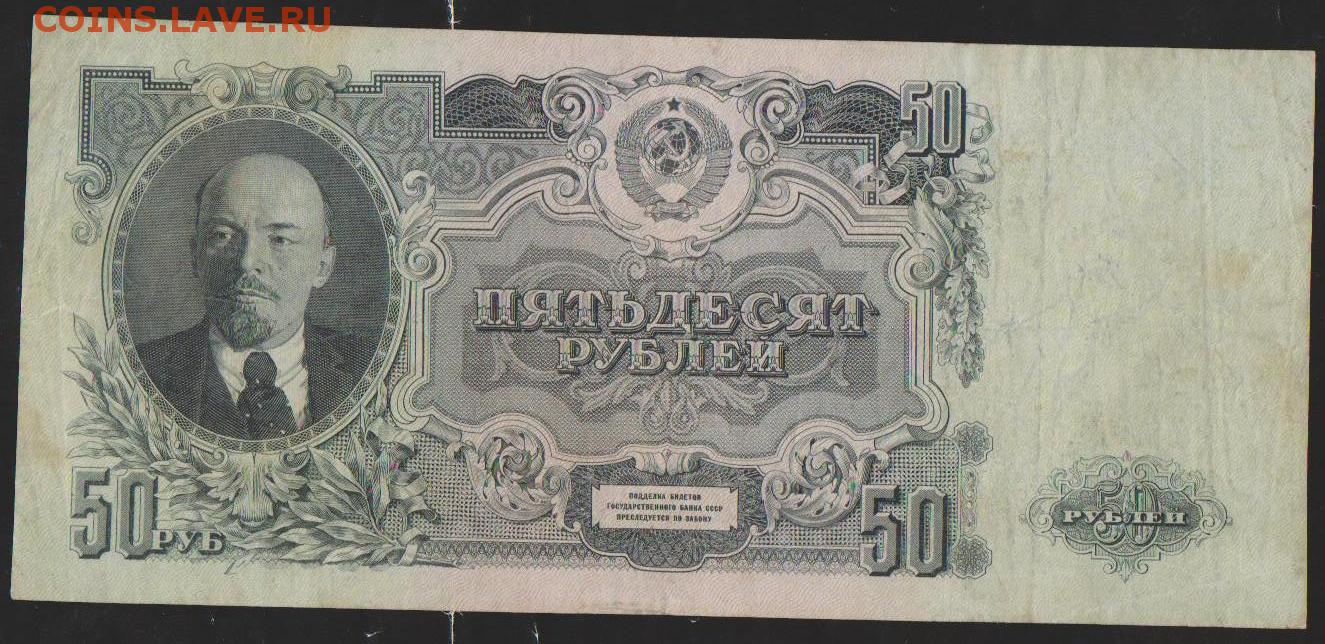 COINS.LAVE.RU
50
ПЯТЬДЕСЯТ
РУБЛЕЙ
ПОДДЕЛКА БИЛЕТОВ
ГОСУДАРСТВЕННОГО БАНКА СССР
ПРЕСЛЕДУЕТСЯ ПО ЗАКОНУ
50 РУБ
50
50
РУБЛЕЙ